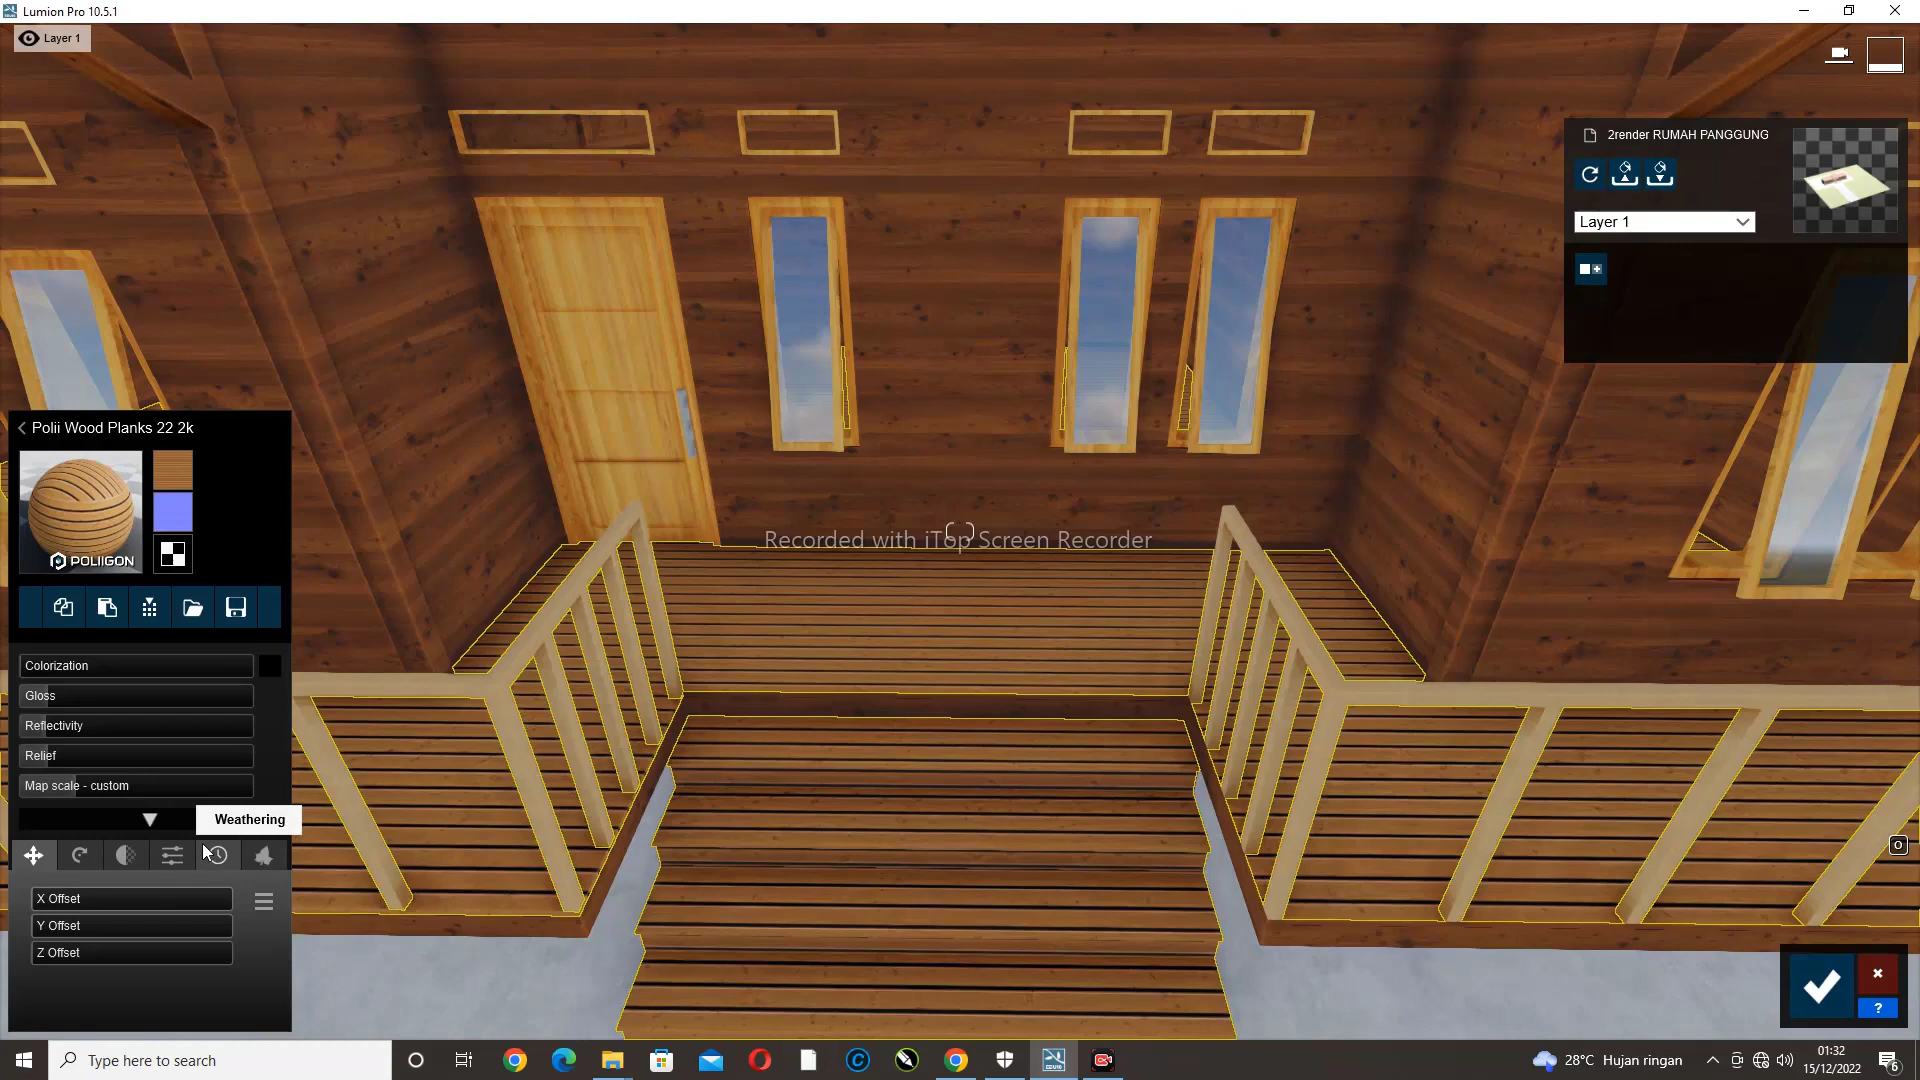 Lumion Pro 10.5.1
Layer 1
2render RUMAH PANGGUNG
Layer 1
Polii Wood Planks 22 2k
POLIIGON
Recorded with iTop Screen Recorder
Colorization
Gloss
Reflectivity
Relief
Map scale - custom
Weathering
X Offset
Y Offset
Z Offset
O
?
Type here to search
28°C Hujan ringan
01:32
15/12/2022
6